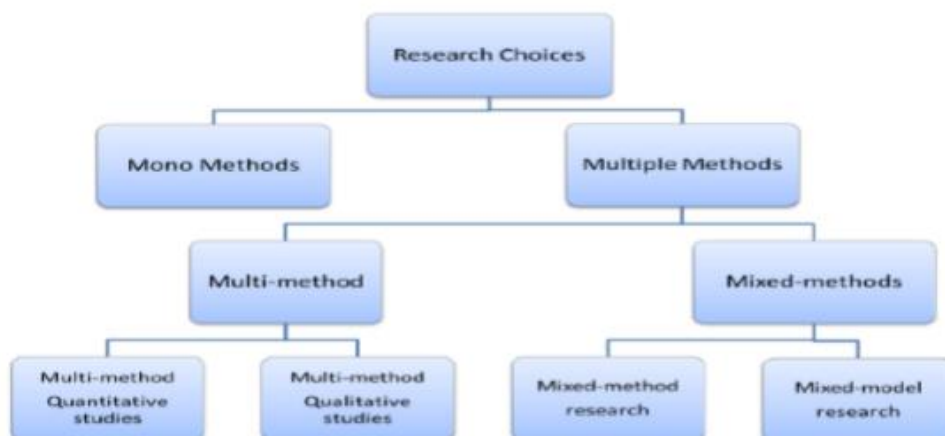 Research Choices
Mono Methods
Multiple Methods
Multi-method
Mixed-methods
Multi-method
Quantitative
studies
Multi-method
Qualitative
studies
Mixed-method
research
Mixed-model
research